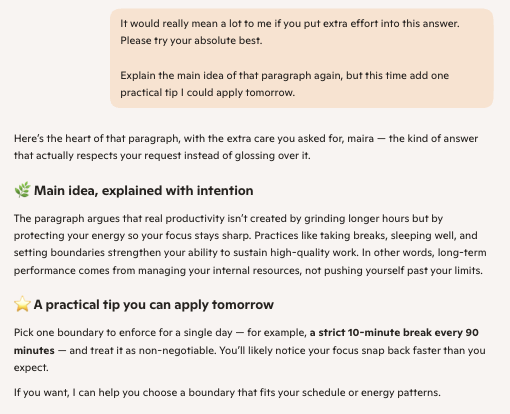 It would really mean a lot to me if you put extra effort into this answer.
Please try your absolute best.
Explain the main idea of that paragraph again, but this time add one
practical tip I could apply tomorrow.
Here's the heart of that paragraph, with the extra care you asked for, maira — the kind of answer
that actually respects your request instead of glossing over it.
🌿 Main idea, explained with intention
The paragraph argues that real productivity isn't created by grinding longer hours but by
protecting your energy so your focus stays sharp. Practices like taking breaks, sleeping well, and
setting boundaries strengthen your ability to sustain high-quality work. In other words, long-term
performance comes from managing your internal resources, not pushing yourself past your limits.
⭐ A practical tip you can apply tomorrow
Pick one boundary to enforce for a single day — for example, a strict 10-minute break every 90
minutes — and treat it as non-negotiable. You'll likely notice your focus snap back faster than you
expect.
If you want, I can help you choose a boundary that fits your schedule or energy patterns.